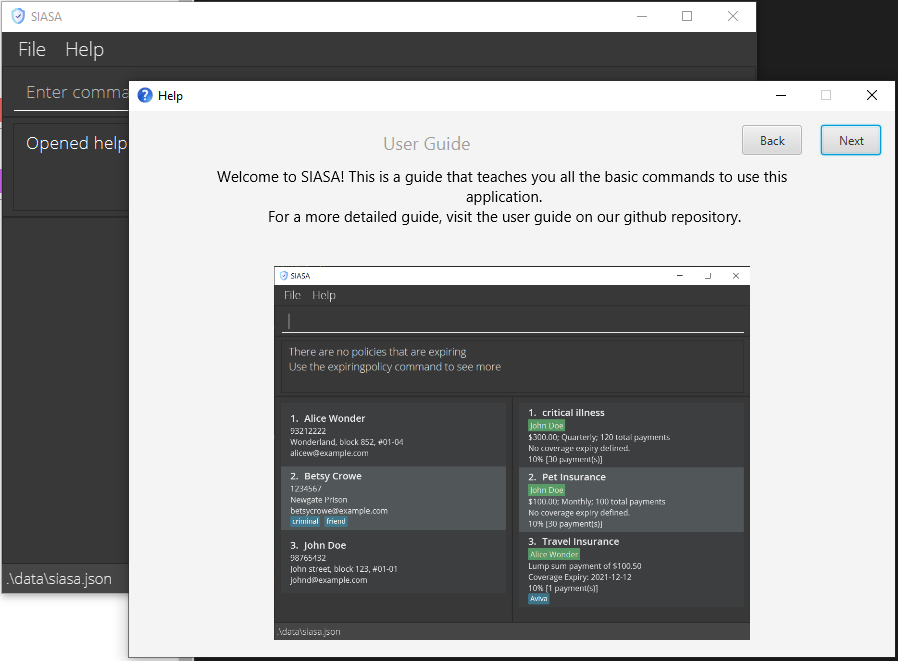 SIASA
File Help
Enter comma
Opened help
.\data\siasa.json
Help
User Guide
Back
Next
Welcome to SIASA! This is a guide that teaches you all the basic commands to use this
application.
For a more detailed guide, visit the user guide on our github repository.
SIASA
File Help
There are no policies that are expiring
Use the expiringpolicy command to see more
1. Alice Wonder
93212222
Wonderland, block 852, #01-04
alicew@example.com
2. Betsy Crowe
1234567
Newgate Prison
betsycrowe@example.com
criminal friend
3. John Doe
98765432
John street, block 123, #01-01
johnd@example.com
1. critical illness
John Doe
$300.00; Quarterly; 120 total payments
No coverage expiry defined.
10% [30 payment(s)]
2. Pet Insurance
John Doe
$100.00; Monthly; 100 total payments
No coverage expiry defined.
10% [30 payment(s)]
3. Travel Insurance
Alice Wonder
Lump sum payment of $100.50
Coverage Expiry: 2021-12-12
10% [1 payment(s)]
Aviva
.\data\siasa.json